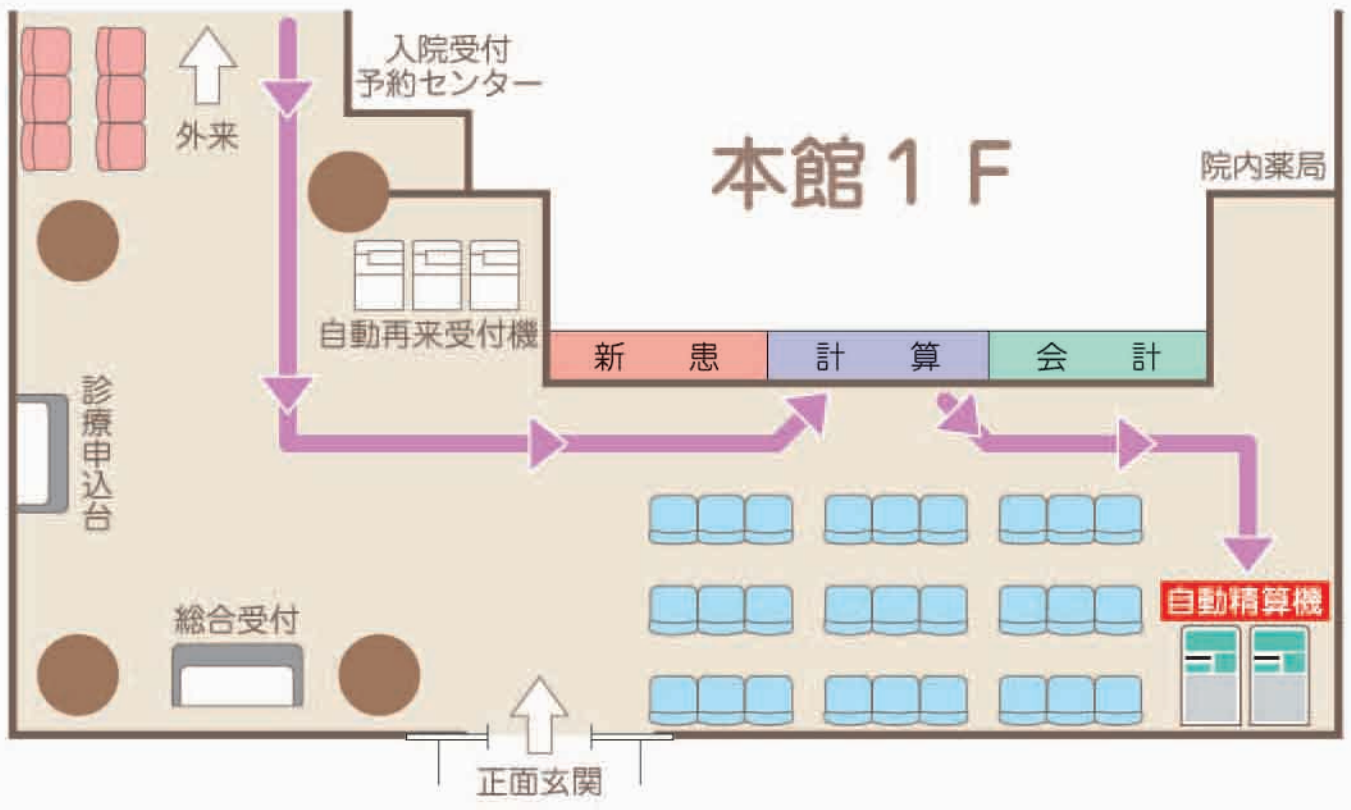 入院受付
予約センター
外来
本館1F
院内薬局
自動再来受付機
新患
計算
会計
診療申込台
総合受付
自動精算機
正面玄関